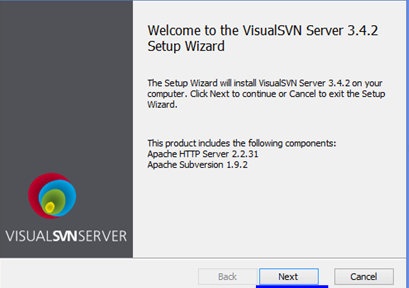 Welcome to the VisualSVN Server 3.4.2
Setup Wizard
The Setup Wizard will install VisualSVN Server 3.4.2 on your
computer. Click Next to continue or Cancel to exit the Setup
Wizard.
This product includes the following components:
Apache HTTP Server 2.2.31
Apache Subversion 1.9.2
VISUALSVNSERVER
Back Next Cancel